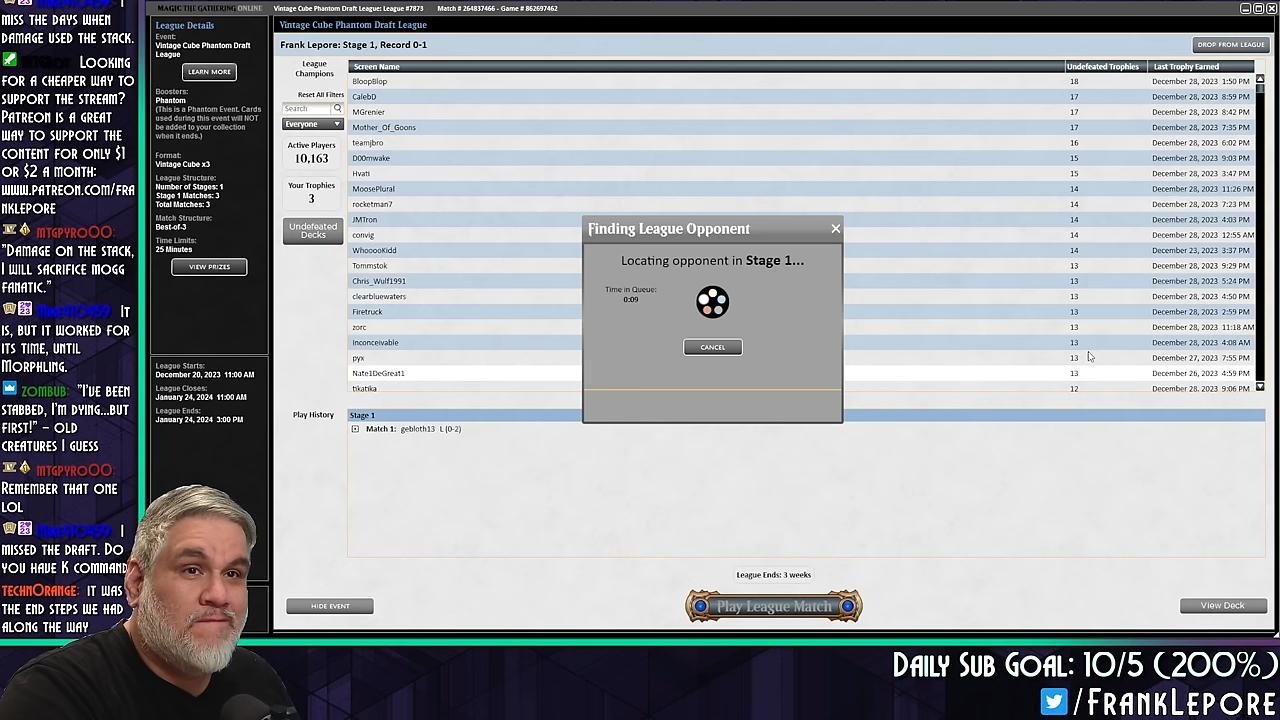 miss the days when
damage used the stack.
Looking
for a cheaper way to
support the stream?
Patreon is a great
way to support the
content for only $1
or $2 a month:
www.patreon.com/fra
nklepore
mtgpyro00:
"Damage on the stack,
I will sacrifice mogg
fanatic."
Mike410459: It
is, but it worked for
its time, until
Morphling.
zombub: "I've been
stabbed, I'm dying...but
first!" – old
creatures I guess
mtgpyro00:
Remember that one
lol
Mike410459: I
missed the draft. Do
you have K command
technOrange: it was
the end steps we had
along the way
MAGIC THE GATHERING ONLINE
Vintage Cube Phantom Draft League: League #7873
Match # 264837466 - Game # 862697462
League Details
Event:
Vintage Cube Phantom Draft
League
LEARN MORE
Boosters:
Phantom
(This is a Phantom Event. Cards
used during this event will NOT
be added to your collection
when it ends.)
Format:
Vintage Cube x3
League Structure:
Number of Stages: 1
Stage 1 Matches: 3
Total Matches: 3
Match Structure:
Best-of-3
Time Limits:
25 Minutes
VIEW PRIZES
League Starts:
December 20, 2023 11:00 AM
League Closes:
January 24, 2024 11:00 AM
League Ends:
January 24, 2024 3:00 PM
Vintage Cube Phantom Draft League
Frank Lepore: Stage 1, Record 0-1
DROP FROM LEAGUE
League
Champions
Reset All Filters
Search
Everyone
Active Players
10,163
Your Trophies
3
Undefeated
Decks
Screen Name Undefeated Trophies Last Trophy Earned
BloopBlop 18 December 28, 2023 1:50 PM
CalebD 17 December 28, 2023 8:59 PM
MGrenier 17 December 28, 2023 8:42 PM
Mother_Of_Goons 17 December 28, 2023 7:35 PM
teamjbro 16 December 28, 2023 6:02 PM
D00mwake 15 December 28, 2023 9:03 PM
Hvati 15 December 28, 2023 3:47 PM
MoosePlural 14 December 28, 2023 11:26 PM
rocketman7 14 December 28, 2023 7:23 PM
JMTron 14 December 28, 2023 4:03 PM
convig 14 December 28, 2023 12:55 AM
WhooooKidd 14 December 23, 2023 3:37 PM
Tommstok 13 December 28, 2023 9:29 PM
Chris_Wulf1991 13 December 28, 2023 5:24 PM
clearbluewaters 13 December 28, 2023 4:50 PM
Firetruck 13 December 28, 2023 2:59 PM
zorc 13 December 28, 2023 11:18 AM
Inconceivable 13 December 28, 2023 4:08 AM
pyx 13 December 27, 2023 7:55 PM
Nate1DeGreat1 13 December 26, 2023 4:59 PM
tikatika 12 December 28, 2023 9:06 PM
Finding League Opponent
Locating opponent in Stage 1...
Time in Queue:
0:09
CANCEL
Play History
Stage 1
Match 1: gebloth13 L (0-2)
League Ends: 3 weeks
HIDE EVENT
Play League Match
View Deck
Daily Sub Goal: 10/5 (200%)
/FrankLepore